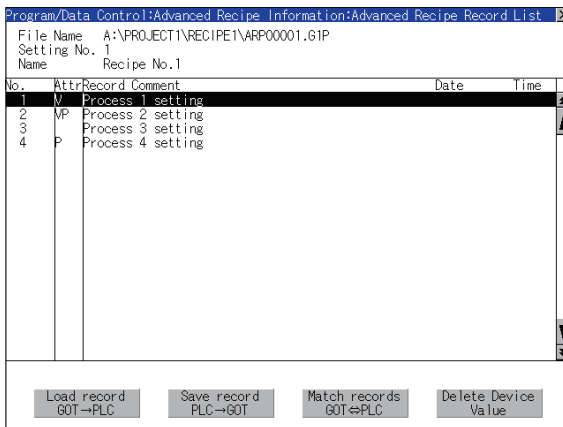 Program/Data Control:Advanced Recipe Information:Advanced Recipe Record List
File Name A:\PROJECT1\RECIPE1\ARP00001.G1P
Setting No. 1
Name Recipe No.1
No. Attr Record Comment Date Time
1 V Process 1 setting
2 VP Process 2 setting
3 Process 3 setting
4 P Process 4 setting
Load record Save record Match records Delete Device
GOT→PLC PLC→GOT GOT⇔PLC Value